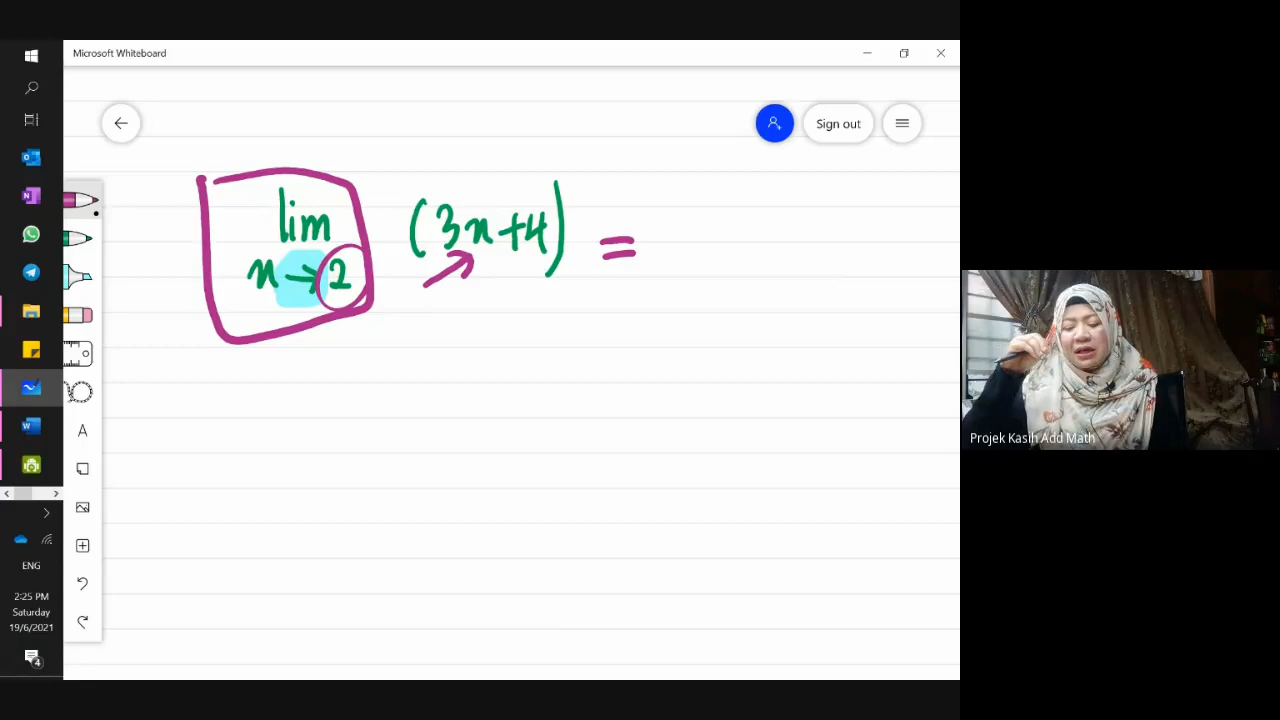 Microsoft Whiteboard
Sign out
lim (3x+4) =
x→2
A
ENG
2:25 PM
Saturday
19/6/2021
4
Projek Kasih Add Math